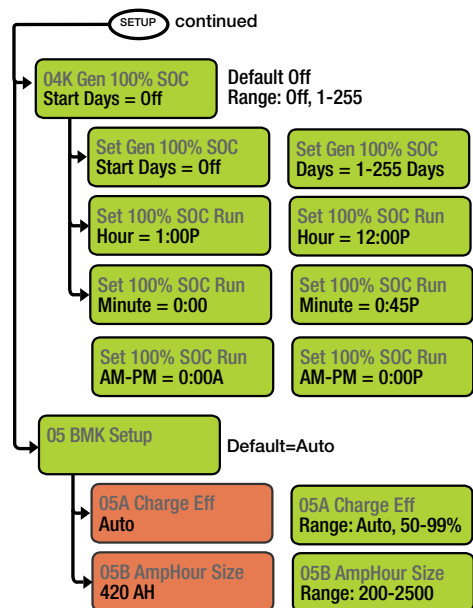 SETUP continued
04K Gen 100% SOC
Start Days = Off
Default Off
Range: Off, 1-255
Set Gen 100% SOC
Start Days = Off
Set Gen 100% SOC
Days = 1-255 Days
Set 100% SOC Run
Hour = 1:00P
Set 100% SOC Run
Hour = 12:00P
Set 100% SOC Run
Minute = 0:00
Set 100% SOC Run
Minute = 0:45P
Set 100% SOC Run
AM-PM = 0:00A
Set 100% SOC Run
AM-PM = 0:00P
05 BMK Setup
Default=Auto
05A Charge Eff
Auto
05A Charge Eff
Range: Auto, 50-99%
05B AmpHour Size
420 AH
05B AmpHour Size
Range: 200-2500